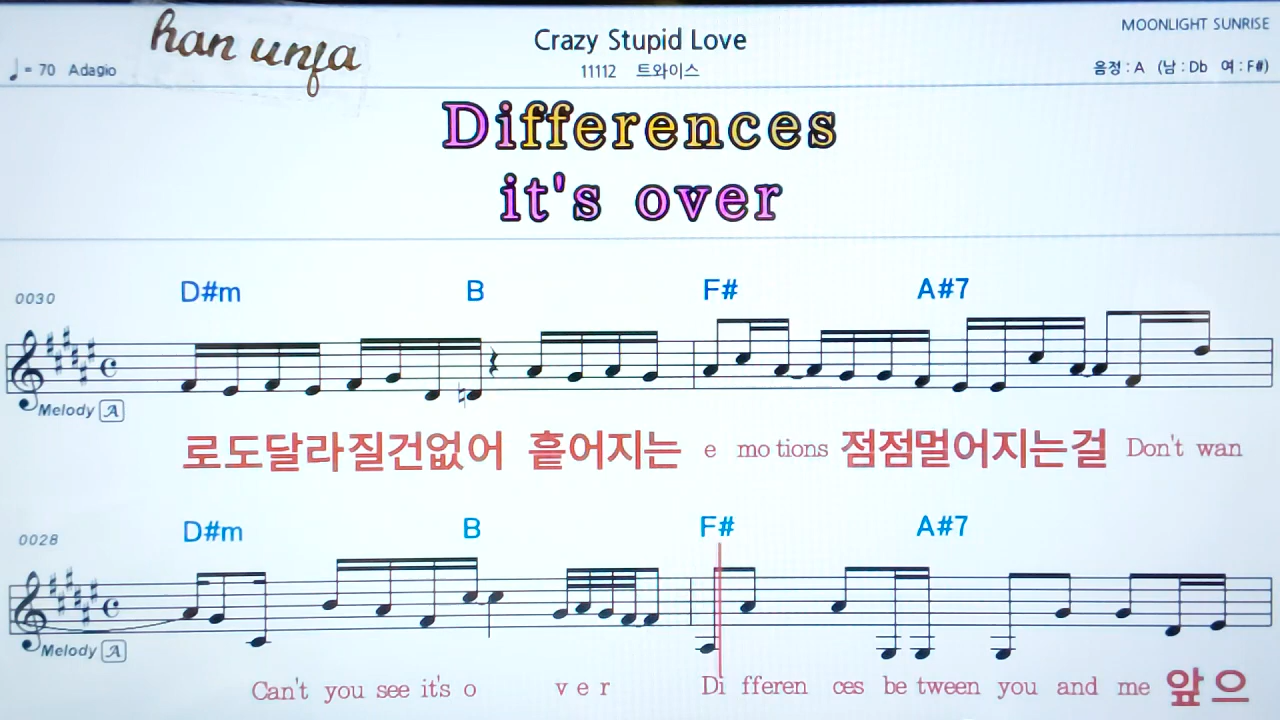 han unfa
Crazy Stupid Love
MOONLIGHT SUNRISE
♩= 70 Adagio
11112 트와이스
음정 : A (남 : Db 여 : F#)
Differences
it's over
0030
D#m B F# A#7
Melody A
로도달라질건없어 흩어지는 e mo tions 점점멀어지는걸 Don't wan
0028
D#m B F# A#7
Melody A
Can't you see it's o v e r Di fferen ces be tween you and me 앞으